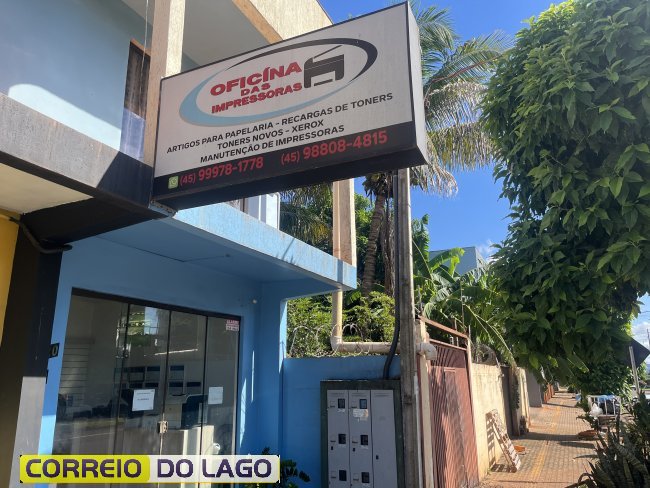 OFICÍNA
DAS
IMPRESSORAS
ARTIGOS PARA PAPELARIA - RECARGAS DE TONERS
TONERS NOVOS - XEROX
MANUTENÇÃO DE IMPRESSORAS
(45) 99978-1778 (45) 98808-4815
CORREIO DO LAGO